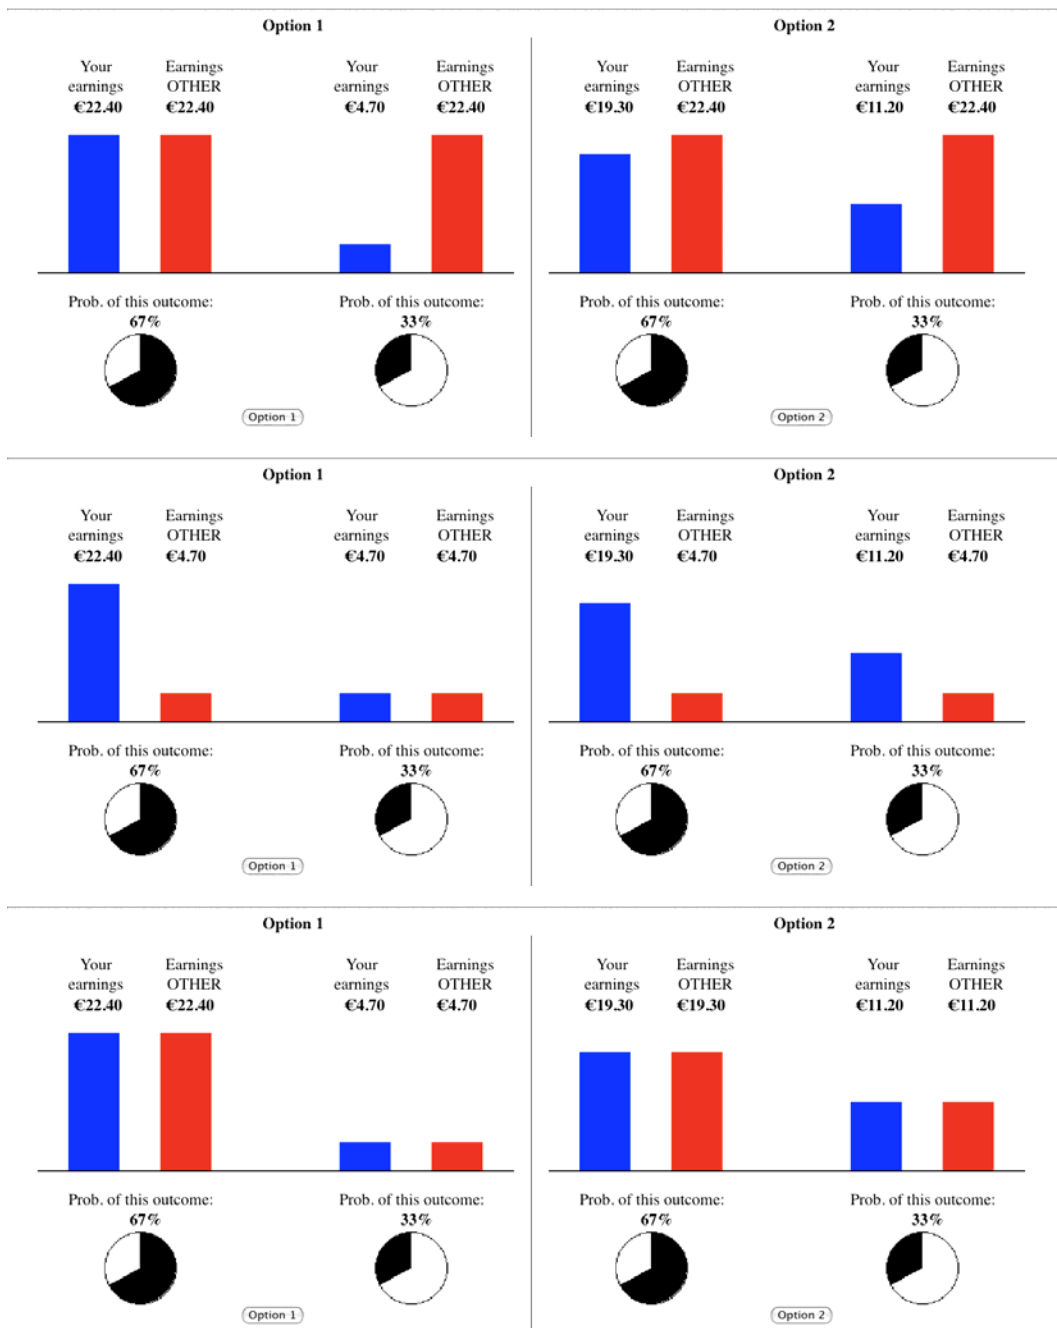 Option 1
Option 2
Your Earnings Your Earnings
earnings OTHER earnings OTHER
€22.40 €22.40 €4.70 €22.40
Your Earnings Your Earnings
earnings OTHER earnings OTHER
€19.30 €22.40 €11.20 €22.40
Prob. of this outcome: Prob. of this outcome:
67% 33%
Prob. of this outcome: Prob. of this outcome:
67% 33%
Option 1
Option 2
Option 1
Option 2
Your Earnings Your Earnings
earnings OTHER earnings OTHER
€22.40 €4.70 €4.70 €4.70
Your Earnings Your Earnings
earnings OTHER earnings OTHER
€19.30 €4.70 €11.20 €4.70
Prob. of this outcome: Prob. of this outcome:
67% 33%
Prob. of this outcome: Prob. of this outcome:
67% 33%
Option 1
Option 2
Option 1
Option 2
Your Earnings Your Earnings
earnings OTHER earnings OTHER
€22.40 €22.40 €4.70 €4.70
Your Earnings Your Earnings
earnings OTHER earnings OTHER
€19.30 €19.30 €11.20 €11.20
Prob. of this outcome: Prob. of this outcome:
67% 33%
Prob. of this outcome: Prob. of this outcome:
67% 33%
Option 1
Option 2